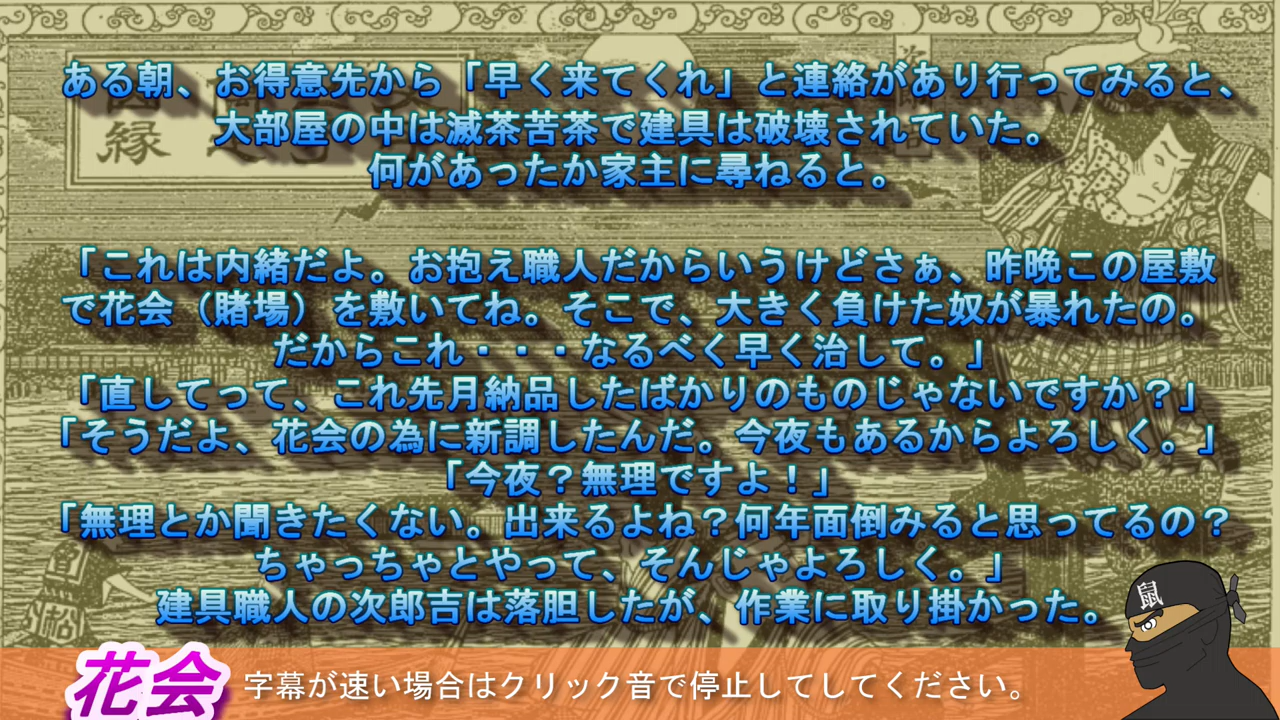 ある朝、お得意先から「早く来てくれ」と連絡があり行ってみると、
大部屋の中は滅茶苦茶で建具は破壊されていた。
何があったか家主に尋ねると。
「これは内緒だよ。お抱え職人だからいうけどさぁ、昨晩この屋敷
で花会（賭場）を敷いてね。そこで、大きく負けた奴が暴れたの。
だからこれ・・・なるべく早く治して。」
「直してって、これ先月納品したばかりのものじゃないですか？」
「そうだよ、花会の為に新調したんだ。今夜もあるからよろしく。」
「今夜？無理ですよ！」
「無理とか聞きたくない。出来るよね？何年面倒みると思ってるの？
ちゃっちゃとやって、そんじゃよろしく。」
建具職人の次郎吉は落胆したが、作業に取り掛かった。
鼠
花会
字幕が速い場合はクリック音で停止してしてください。